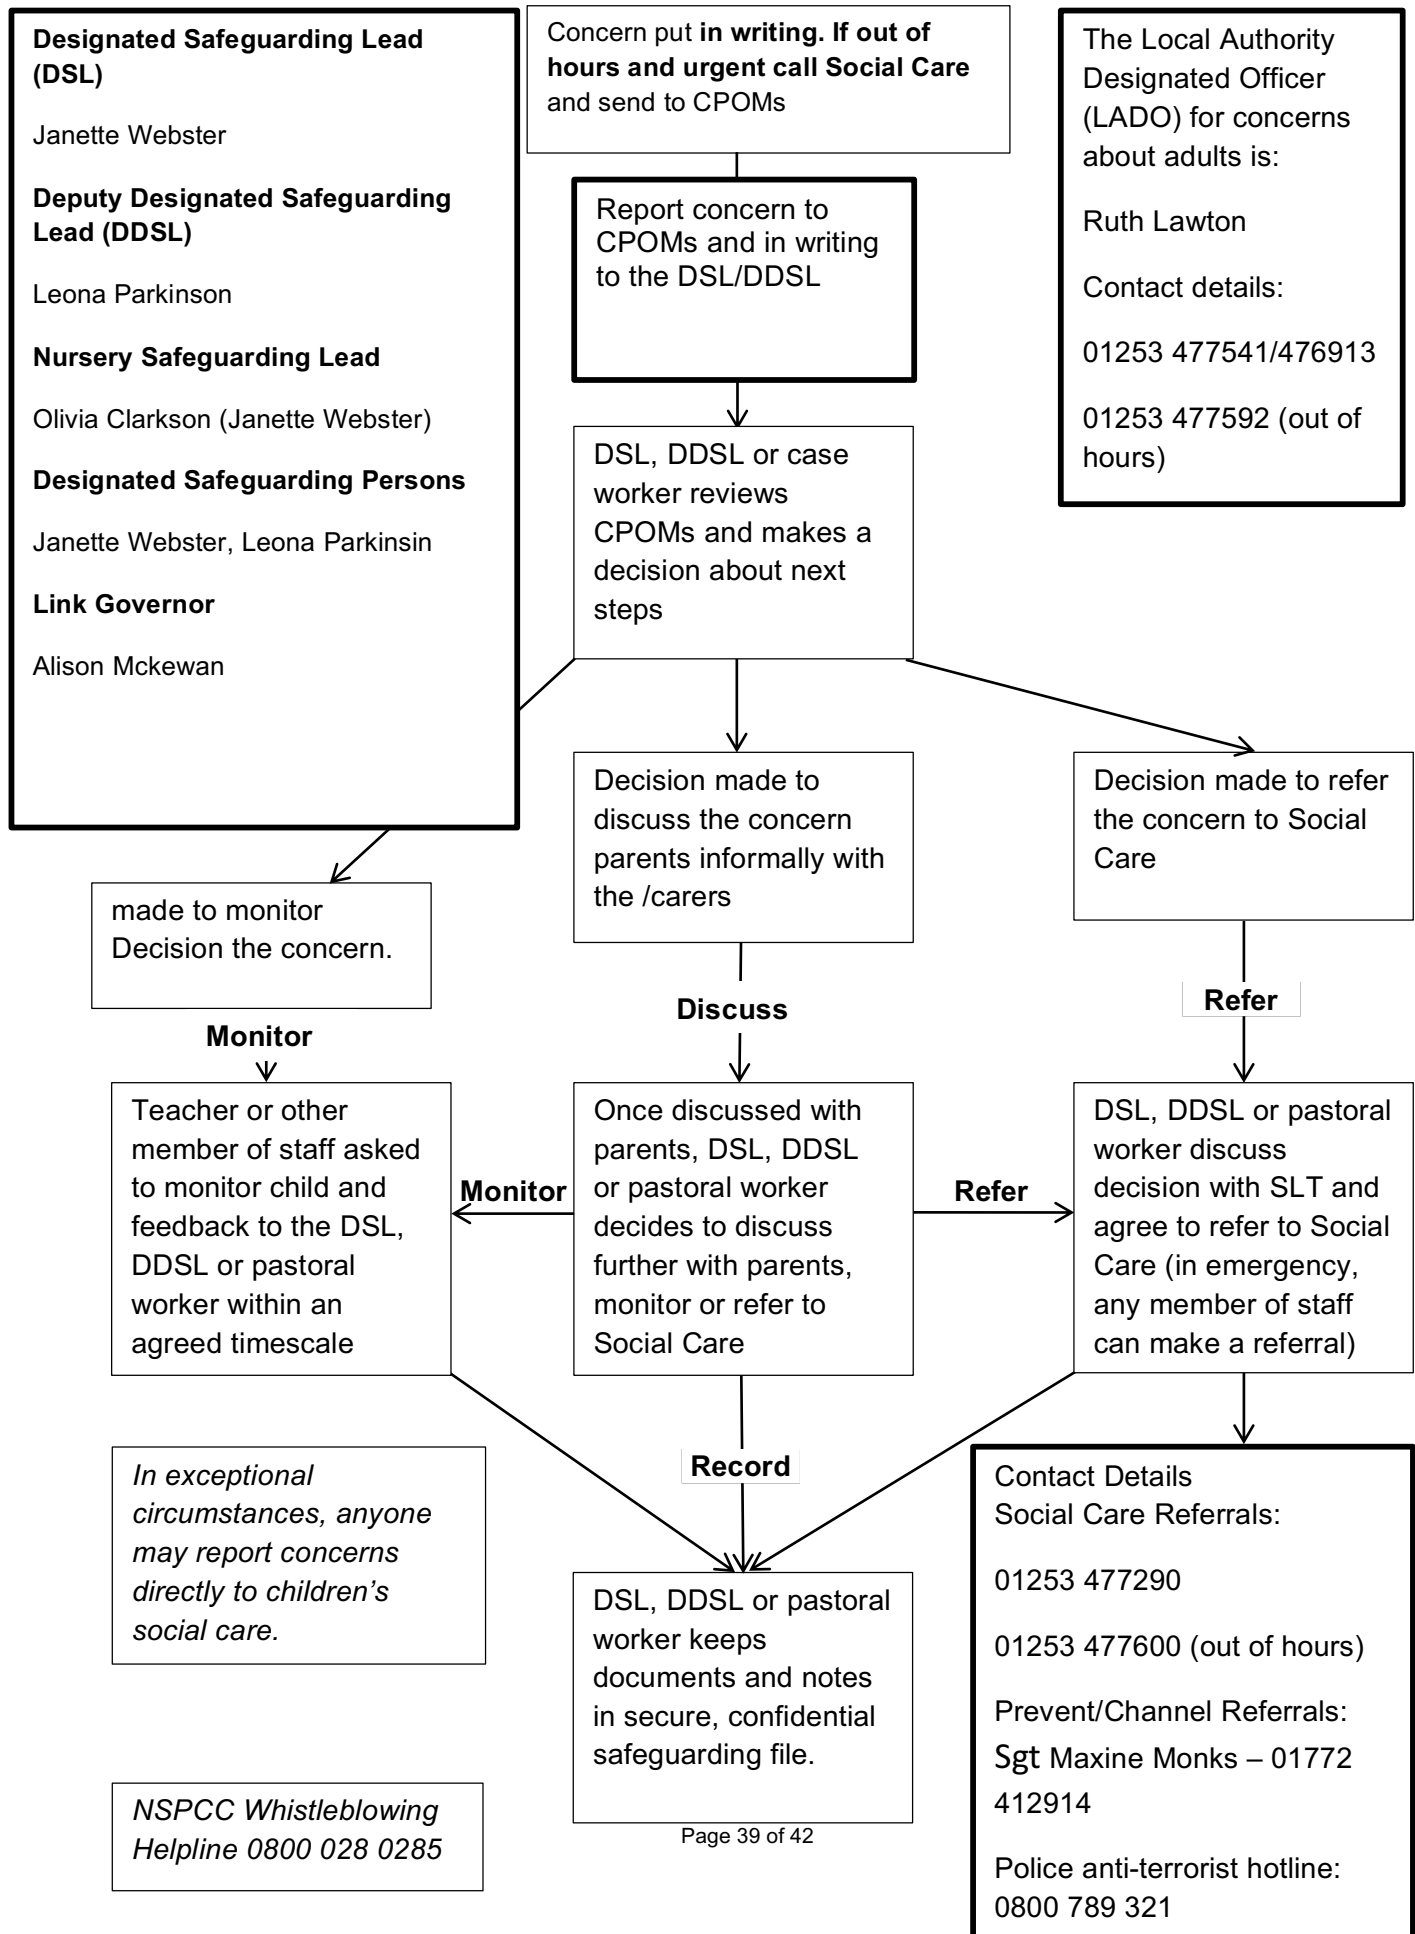 Designated Safeguarding Lead
(DSL)
Janette Webster
Deputy Designated Safeguarding
Lead (DDSL)
Leona Parkinson
Nursery Safeguarding Lead
Olivia Clarkson (Janette Webster)
Designated Safeguarding Persons
Janette Webster, Leona Parkinsin
Link Governor
Alison Mckewan
Concern put in writing. If out of
hours and urgent call Social Care
and send to CPOMs
The Local Authority
Designated Officer
(LADO) for concerns
about adults is:
Ruth Lawton
Contact details:
01253 477541/476913
01253 477592 (out of
hours)
Report concern to
CPOMs and in writing
to the DSL/DDSL
DSL, DDSL or case
worker reviews
CPOMs and makes a
decision about next
steps
made to monitor
Decision the concern.
Decision made to
discuss the concern
parents informally with
the /carers
Decision made to refer
the concern to Social
Care
Monitor
Discuss
Refer
Teacher or other
member of staff asked
to monitor child and
feedback to the DSL,
DDSL or pastoral
worker within an
agreed timescale
Monitor
Once discussed with
parents, DSL, DDSL
or pastoral worker
decides to discuss
further with parents,
monitor or refer to
Social Care
Refer
DSL, DDSL or pastoral
worker discuss
decision with SLT and
agree to refer to Social
Care (in emergency,
any member of staff
can make a referral)
In exceptional
circumstances, anyone
may report concerns
directly to children’s
social care.
Record
DSL, DDSL or pastoral
worker keeps
documents and notes
in secure, confidential
safeguarding file.
Contact Details
Social Care Referrals:
01253 477290
01253 477600 (out of hours)
Prevent/Channel Referrals:
Sgt Maxine Monks – 01772
412914
Police anti-terrorist hotline:
0800 789 321
NSPCC Whistleblowing
Helpline 0800 028 0285
Page 39 of 42